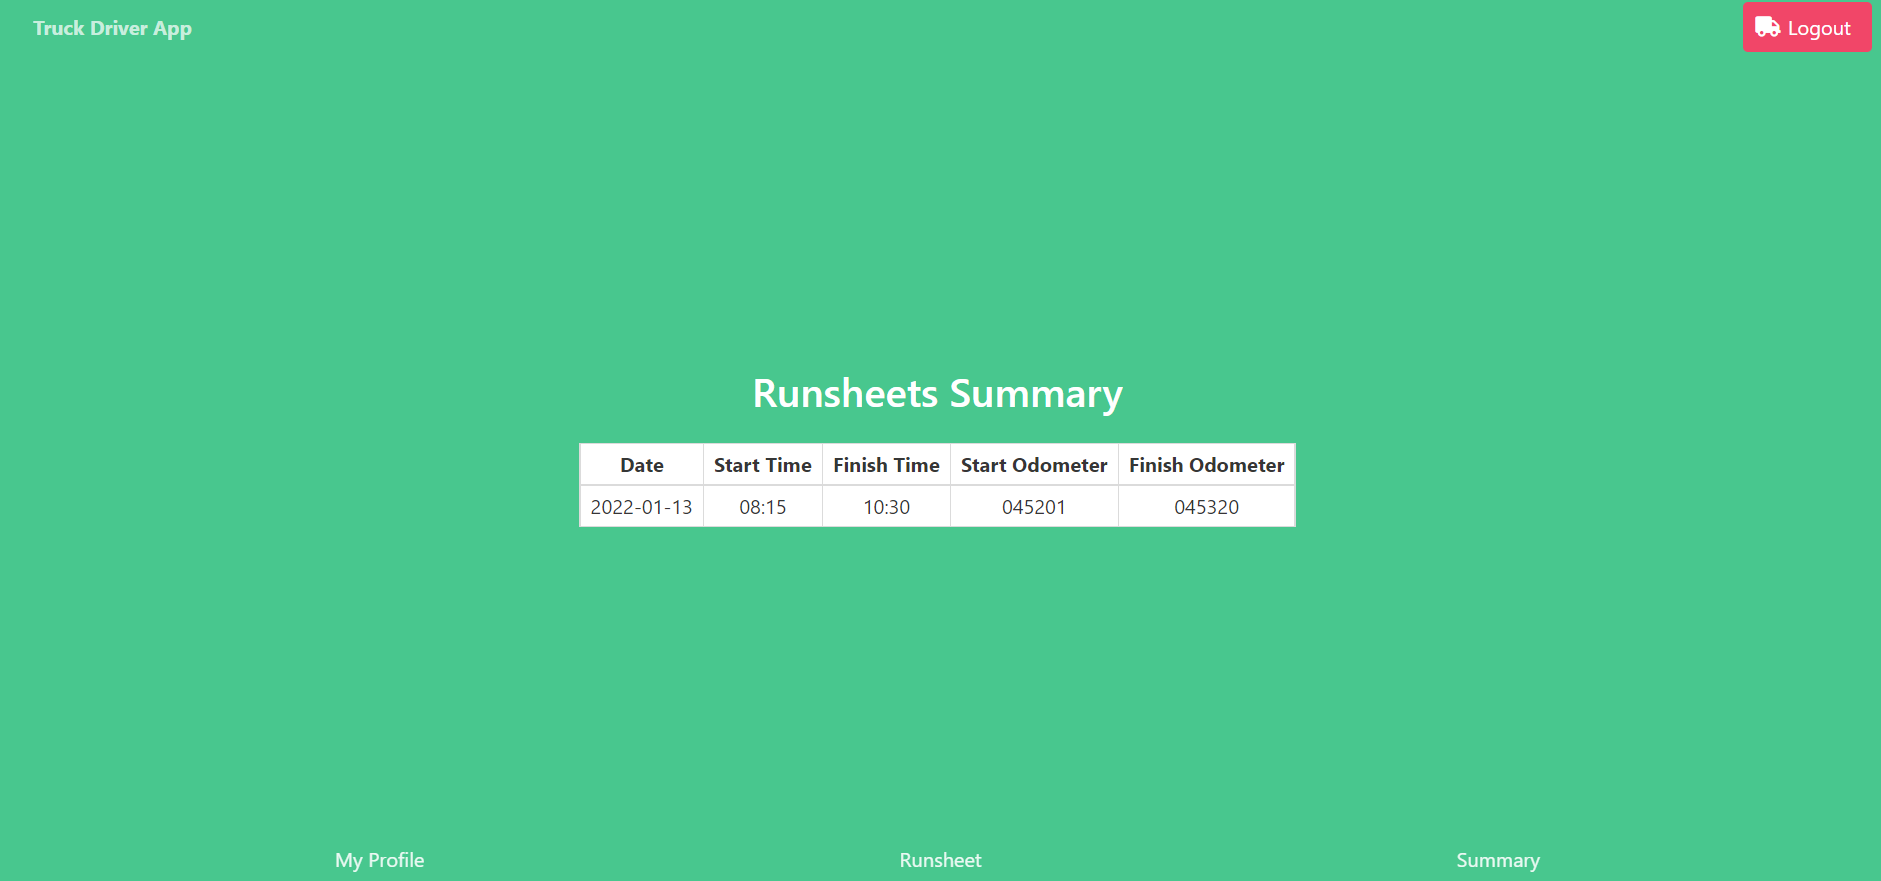 Truck Driver App
Logout
Runsheets Summary
Date Start Time Finish Time Start Odometer Finish Odometer
2022-01-13 08:15 10:30 045201 045320
My Profile Runsheet Summary